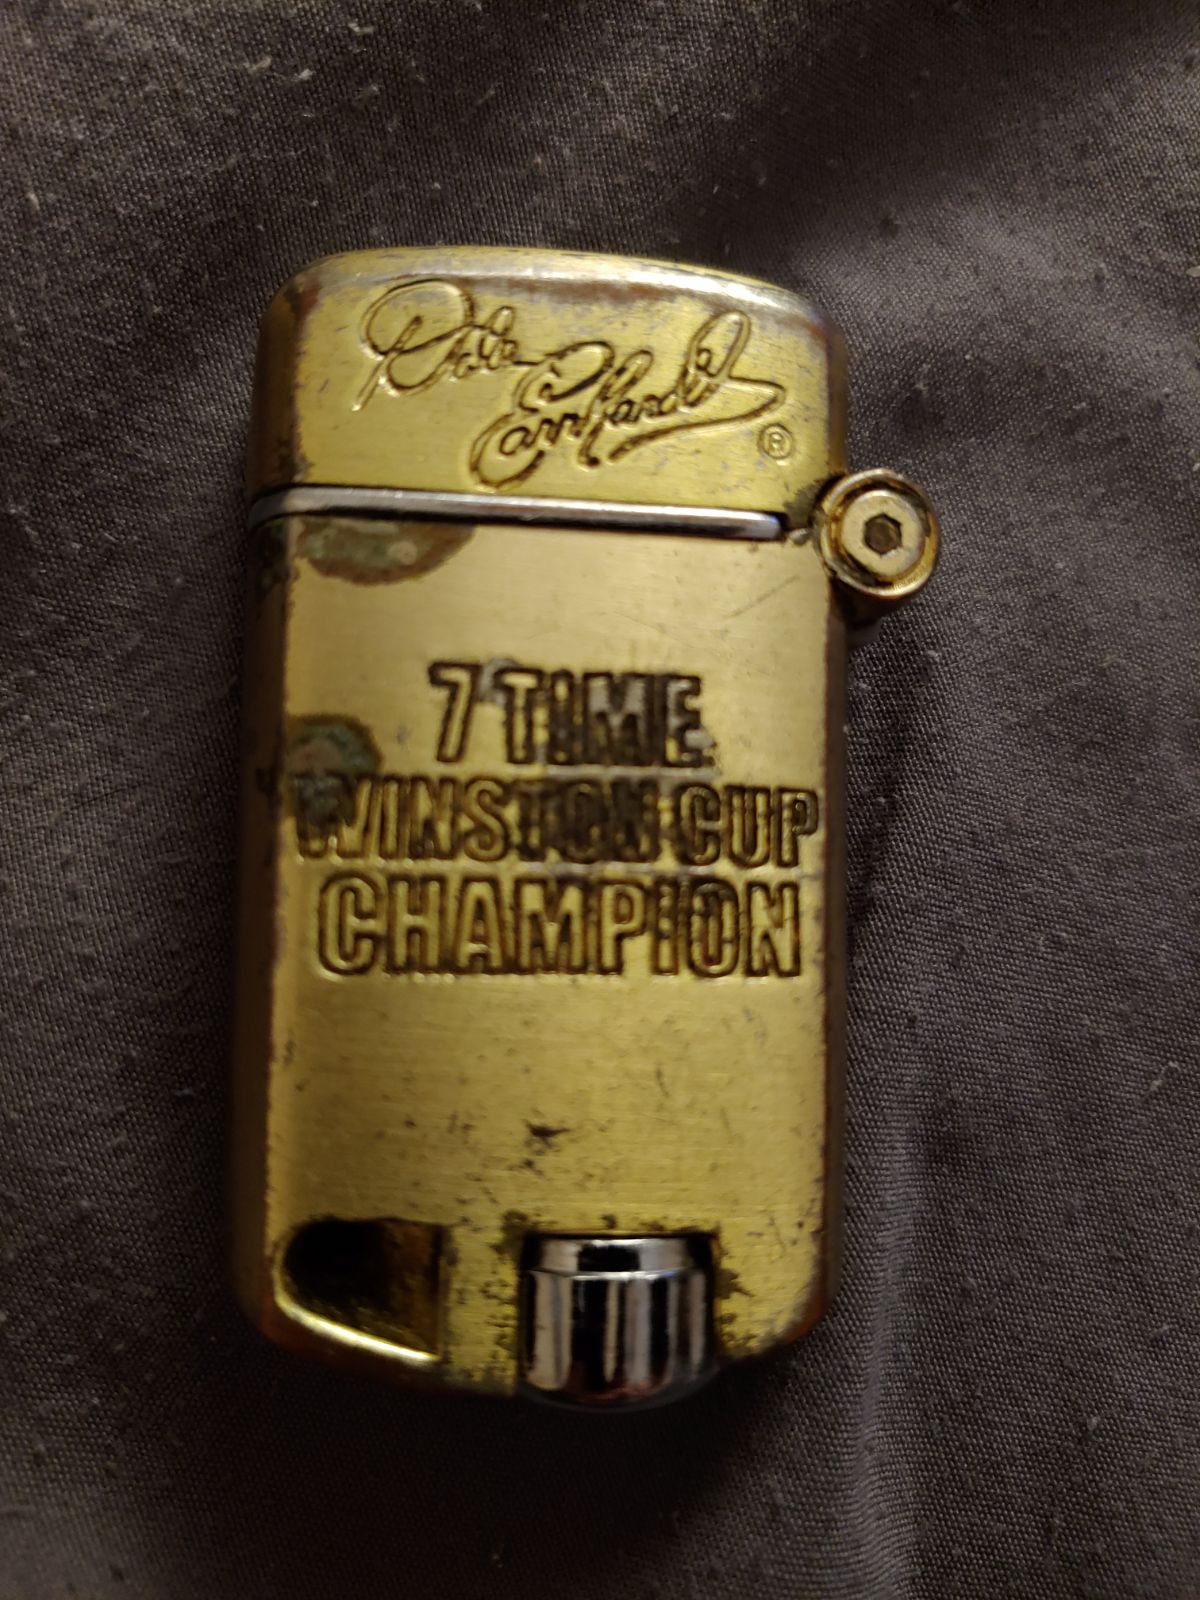 Dale
Earnhardt ®
7 TIME
WINSTON CUP
CHAMPION